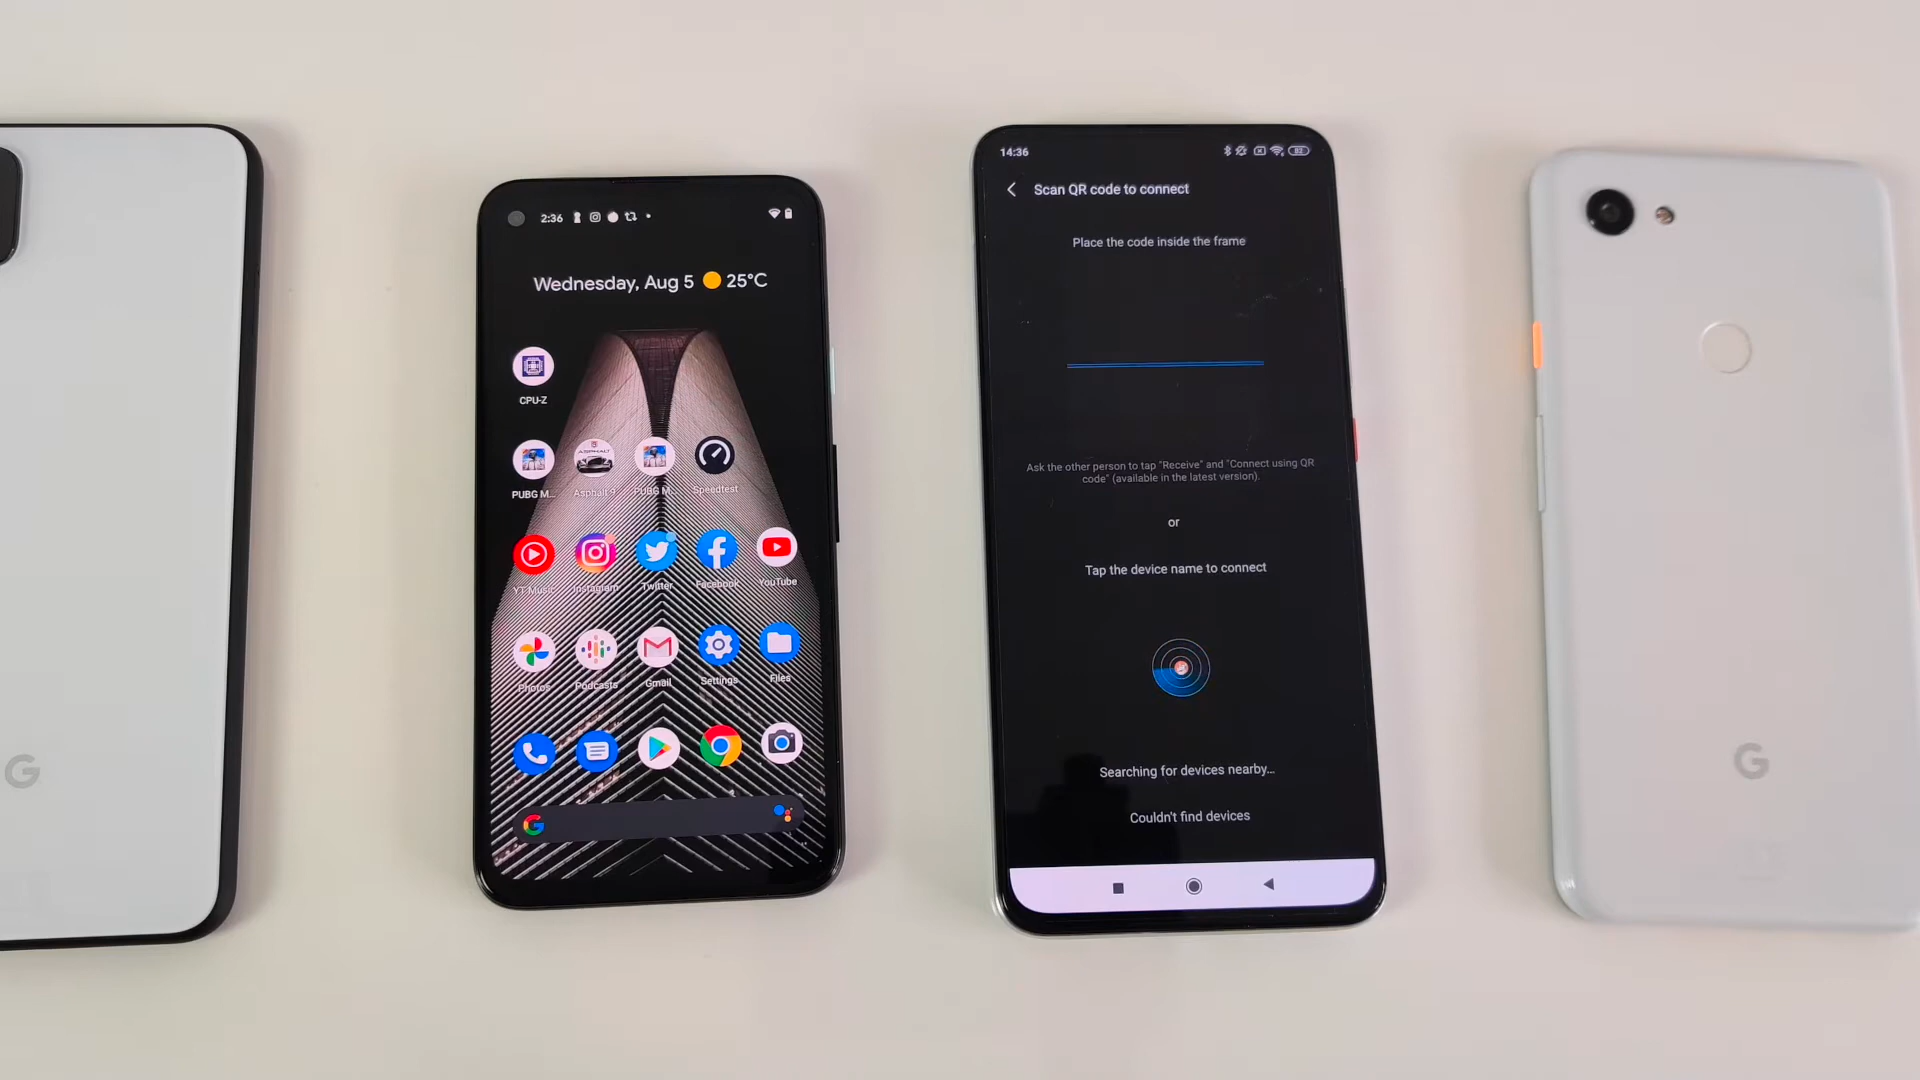 2:36
Wednesday, Aug 5 25°C
CPU-Z
PUBG M...
Asphalt 9
PUBG M...
Speedtest
YT Music
Instagram
Twitter
Facebook
YouTube
Photos
Podcasts
Gmail
Settings
Files
G
14:36
82
Scan QR code to connect
Place the code inside the frame
Ask the other person to tap "Receive" and "Connect using QR
code" (available in the latest version).
or
Tap the device name to connect
Searching for devices nearby...
Couldn't find devices
G